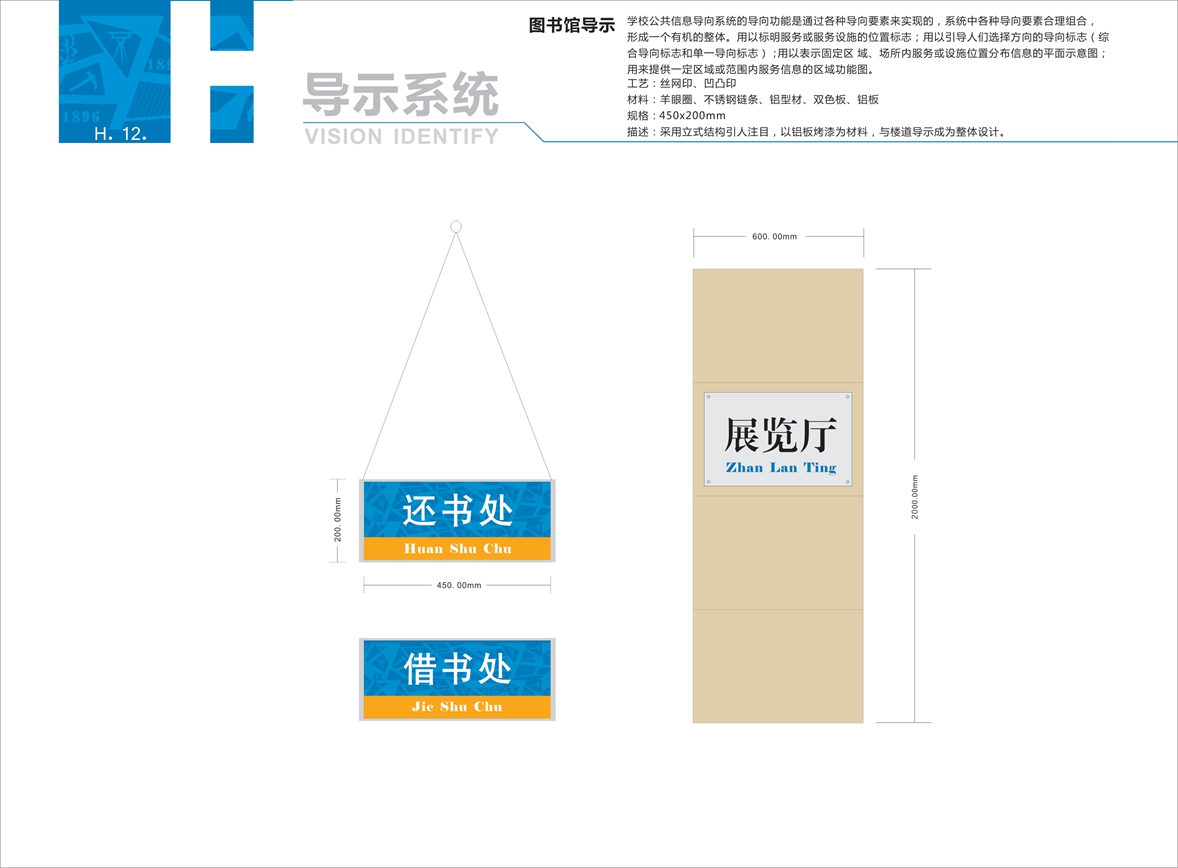 H. 12.
1896
189
导示系统
VISION IDENTIFY
图书馆导示
学校公共信息导向系统的导向功能是通过各种导向要素来实现的，系统中各种导向要素合理组合，
形成一个有机的整体。用以标明服务或服务设施的位置标志；用以引导人们选择方向的导向标志（综
合导向标志和单一导向标志）;用以表示固定区 域、场所内服务或设施位置分布信息的平面示意图；
用来提供一定区域或范围内服务信息的区域功能图。
工艺：丝网印、凹凸印
材料：羊眼圈、不锈钢链条、铝型材、双色板、铝板
规格：450x200mm
描述：采用立式结构引人注目，以铝板烤漆为材料，与楼道导示成为整体设计。
600.00mm
展览厅
Zhan Lan Ting
2000.00mm
还书处
Huan Shu Chu
200.00mm
450.00mm
借书处
Jie Shu Chu